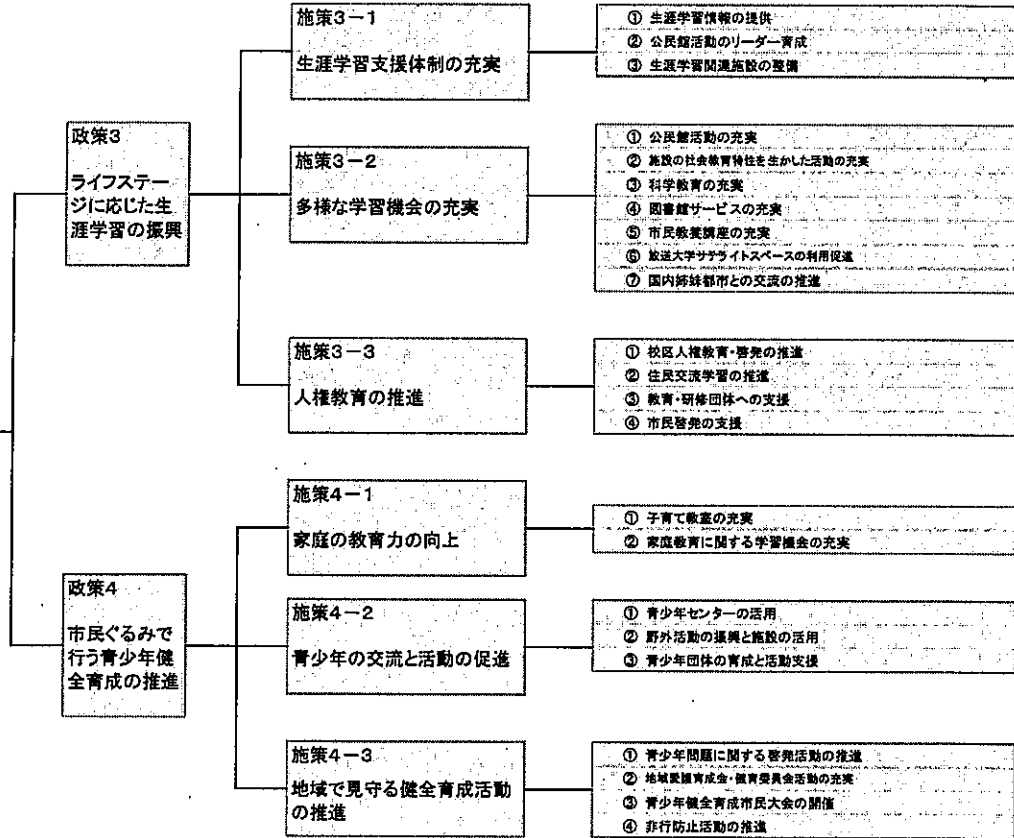 政策3
ライフステー
ジに応じた生
涯学習の振興
施策3－1
生涯学習支援体制の充実
① 生涯学習情報の提供
② 公民館活動のリーダー育成
③ 生涯学習関連施設の整備
施策3－2
多様な学習機会の充実
① 公民館活動の充実
② 施設の社会教育特性を生かした活動の充実
③ 科学教育の充実
④ 図書館サービスの充実
⑤ 市民教養講座の充実
⑥ 放送大学サテライトスペースの利用促進
⑦ 国内姉妹都市との交流の推進
施策3－3
人権教育の推進
① 校区人権教育・啓発の推進
② 住民交流学習の推進
③ 教育・研修団体への支援
④ 市民啓発の支援
政策4
市民ぐるみで
行う青少年健
全育成の推進
施策4－1
家庭の教育力の向上
① 子育て教室の充実
② 家庭教育に関する学習機会の充実
施策4－2
青少年の交流と活動の促進
① 青少年センターの活用
② 野外活動の振興と施設の活用
③ 青少年団体の育成と活動支援
施策4－3
地域で見守る健全育成活動
の推進
① 青少年問題に関する啓発活動の推進
② 地域愛護育成会・健育委員会活動の充実
③ 青少年健全育成市民大会の開催
④ 非行防止活動の推進